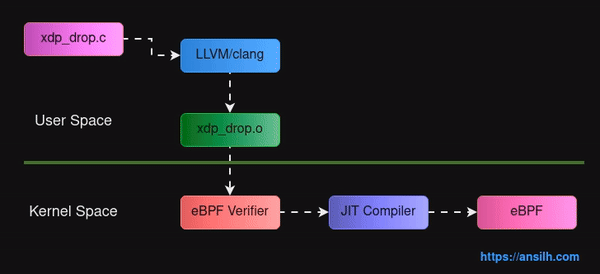 xdp_drop.c
LLVM/clang
User Space
xdp_drop.o
Kernel Space
eBPF Verifier
JIT Compiler
eBPF
https://ansilh.com